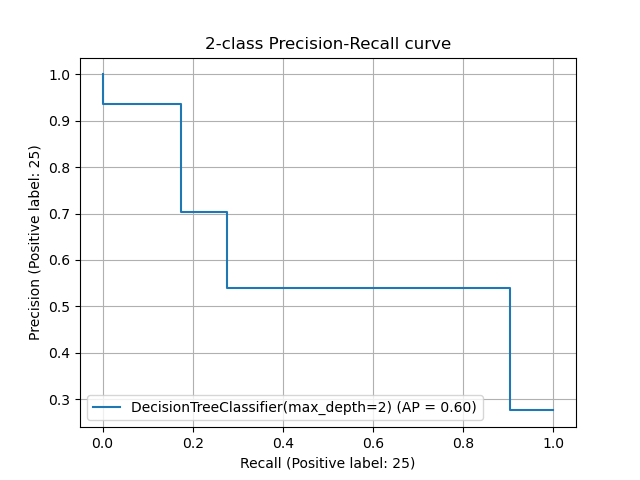 2-class Precision-Recall curve
1.0
0.9
0.8
0.7
0.6
0.5
0.4
0.3
Precision (Positive label: 25)
DecisionTreeClassifier(max_depth=2) (AP = 0.60)
0.0 0.2 0.4 0.6 0.8 1.0
Recall (Positive label: 25)